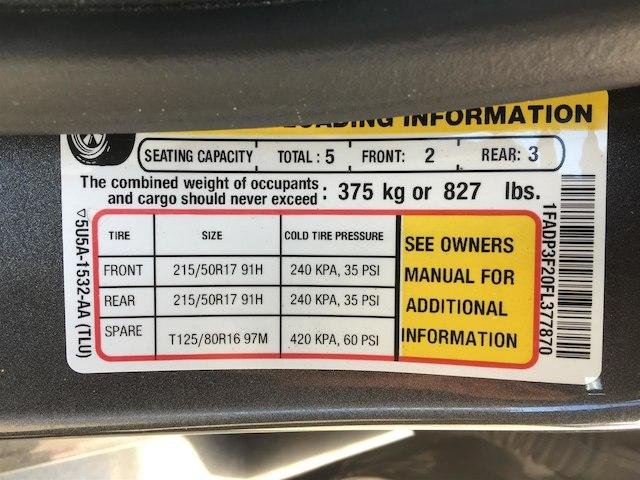 LOADING INFORMATION
SEATING CAPACITY TOTAL : 5 FRONT: 2 REAR: 3
The combined weight of occupants
and cargo should never exceed : 375 kg or 827 lbs.
TIRE SIZE COLD TIRE PRESSURE
FRONT 215/50R17 91H 240 KPA, 35 PSI
REAR 215/50R17 91H 240 KPA, 35 PSI
SPARE T125/80R16 97M 420 KPA, 60 PSI
SEE OWNERS
MANUAL FOR
ADDITIONAL
INFORMATION
5U5A-1532-AA (TLU)
1FADP3F20FL377870